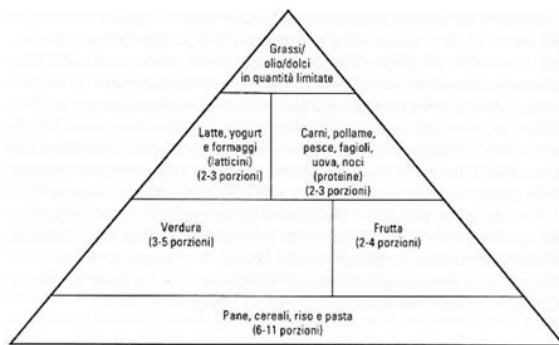 Grassi/
olio/dolci
in quantità limitate
Latte, yogurt
e formaggi
(latticini)
(2-3 porzioni)
Carni, pollame,
pesce, fagioli,
uova, noci
(proteine)
(2-3 porzioni)
Verdura
(3-5 porzioni)
Frutta
(2-4 porzioni)
Pane, cereali, riso e pasta
(6-11 porzioni)